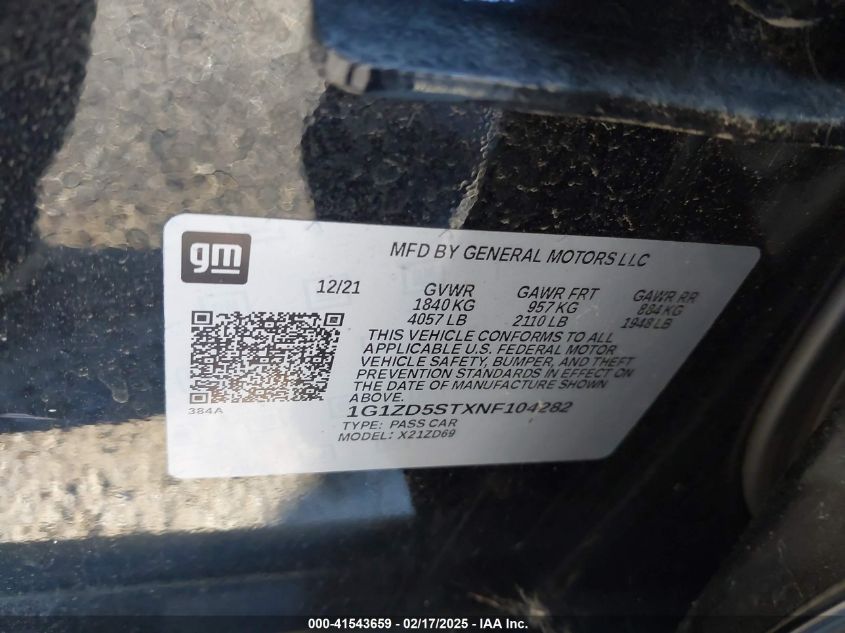 gm
MFD BY GENERAL MOTORS LLC
12/21
GVWR GAWR FRT GAWR RR
1840 KG 957 KG 884 KG
4057 LB 2110 LB 1948 LB
THIS VEHICLE CONFORMS TO ALL
APPLICABLE U.S. FEDERAL MOTOR
VEHICLE SAFETY, BUMPER, AND THEFT
PREVENTION STANDARDS IN EFFECT ON
THE DATE OF MANUFACTURE SHOWN
ABOVE.
384A
1G1ZD5STXNF104282
TYPE: PASS CAR
MODEL: X21ZD69
000-41543659 - 02/17/2025 - IAA Inc.